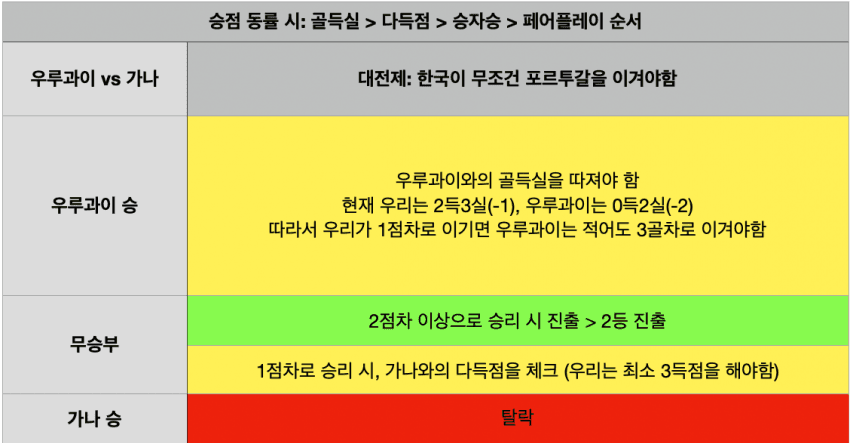 승점 동률 시: 골득실 > 다득점 > 승자승 > 페어플레이 순서
우루과이 vs 가나
대전제: 한국이 무조건 포르투갈을 이겨야함
우루과이 승
우루과이와의 골득실을 따져야 함
현재 우리는 2득3실(-1), 우루과이는 0득2실(-2)
따라서 우리가 1점차로 이기면 우루과이는 적어도 3골차로 이겨야함
무승부
2점차 이상으로 승리 시 진출 > 2등 진출
1점차로 승리 시, 가나와의 다득점을 체크 (우리는 최소 3득점을 해야함)
가나 승
탈락